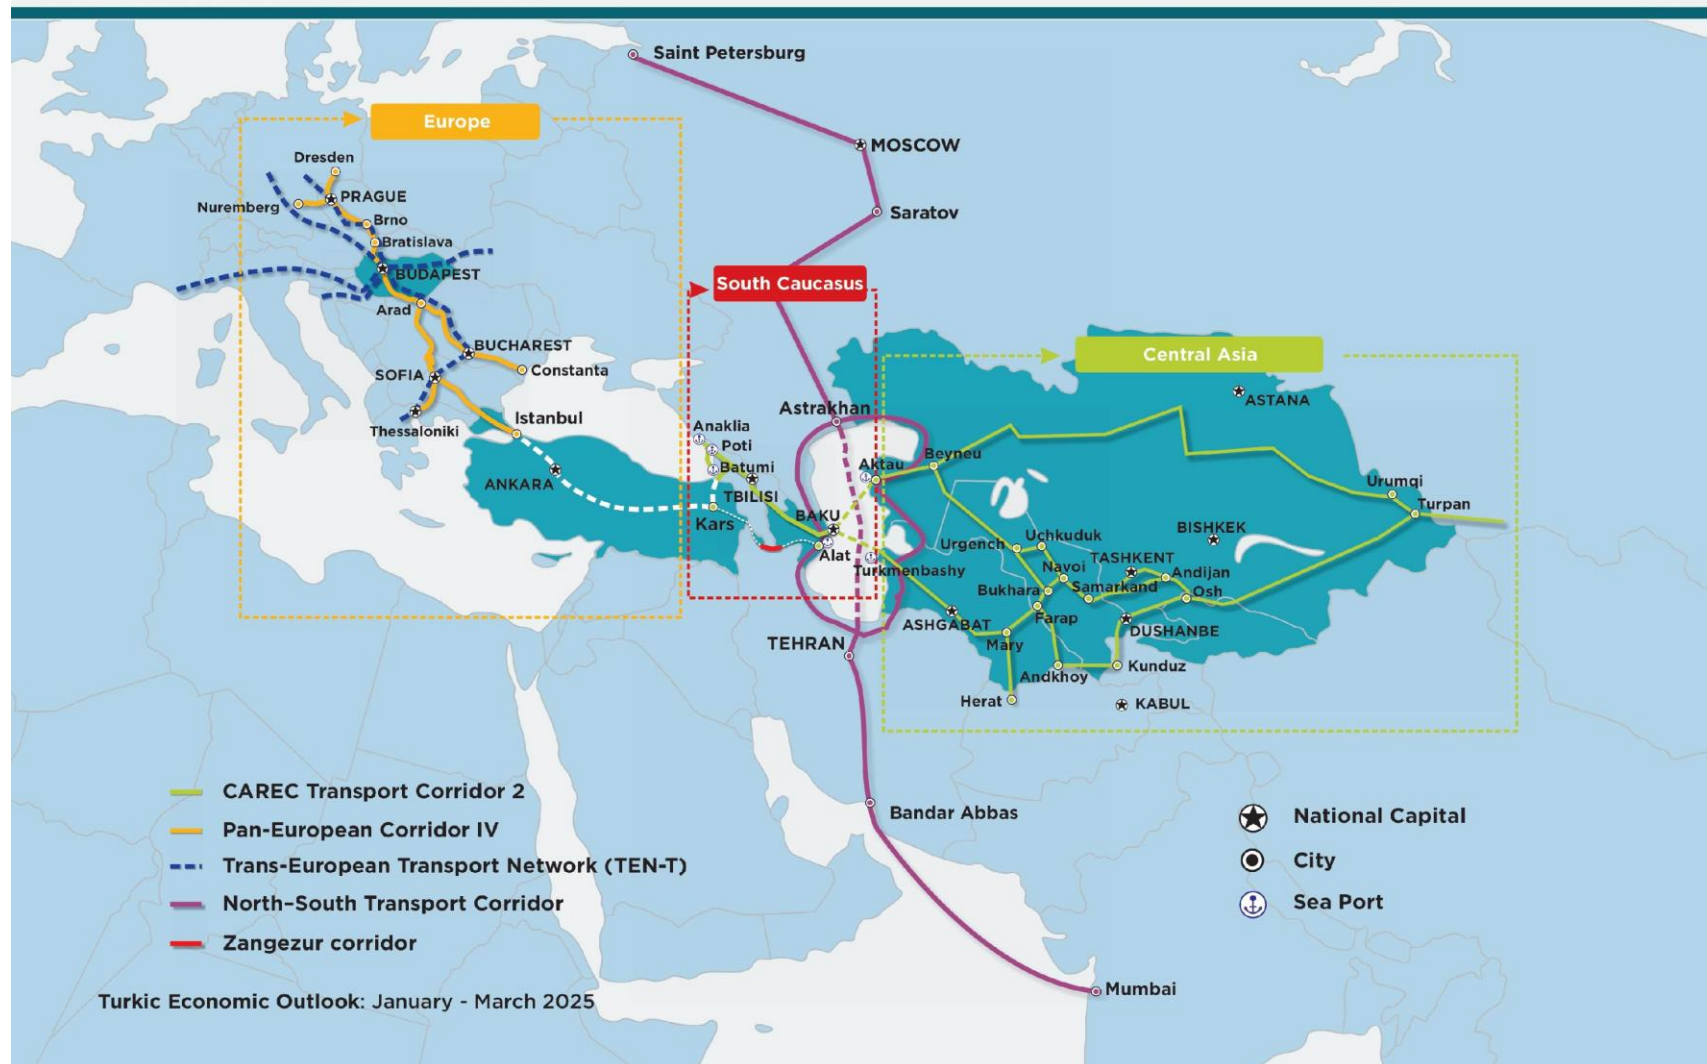 Saint Petersburg
Europe
MOSCOW
Dresden
PRAGUE
Nuremberg
Saratov
Brno
Bratislava
BUDAPEST
South Caucasus
Arad
BUCHAREST
Central Asia
SOFIA
Constanta
ASTANA
Istanbul
Astrakhan
Thessaloniki
Anaklia
Poti
Beyneu
Batumi
Aktau
ANKARA
TBILISI
Urumqi
Turpan
Kars
BAKU
BISHKEK
Uchkuduk
Urgench
Alat
TASHKENT
Navoi
Turkmenbashy
Andijan
Bukhara
Samarkand
Osh
Farap
ASHGABAT
DUSHANBE
TEHRAN
Mary
Kunduz
Andkhoy
Herat
KABUL
CAREC Transport Corridor 2
Pan-European Corridor IV
Trans-European Transport Network (TEN-T)
North–South Transport Corridor
Zangezur corridor
Bandar Abbas
National Capital
City
Sea Port
Mumbai
Turkic Economic Outlook: January - March 2025